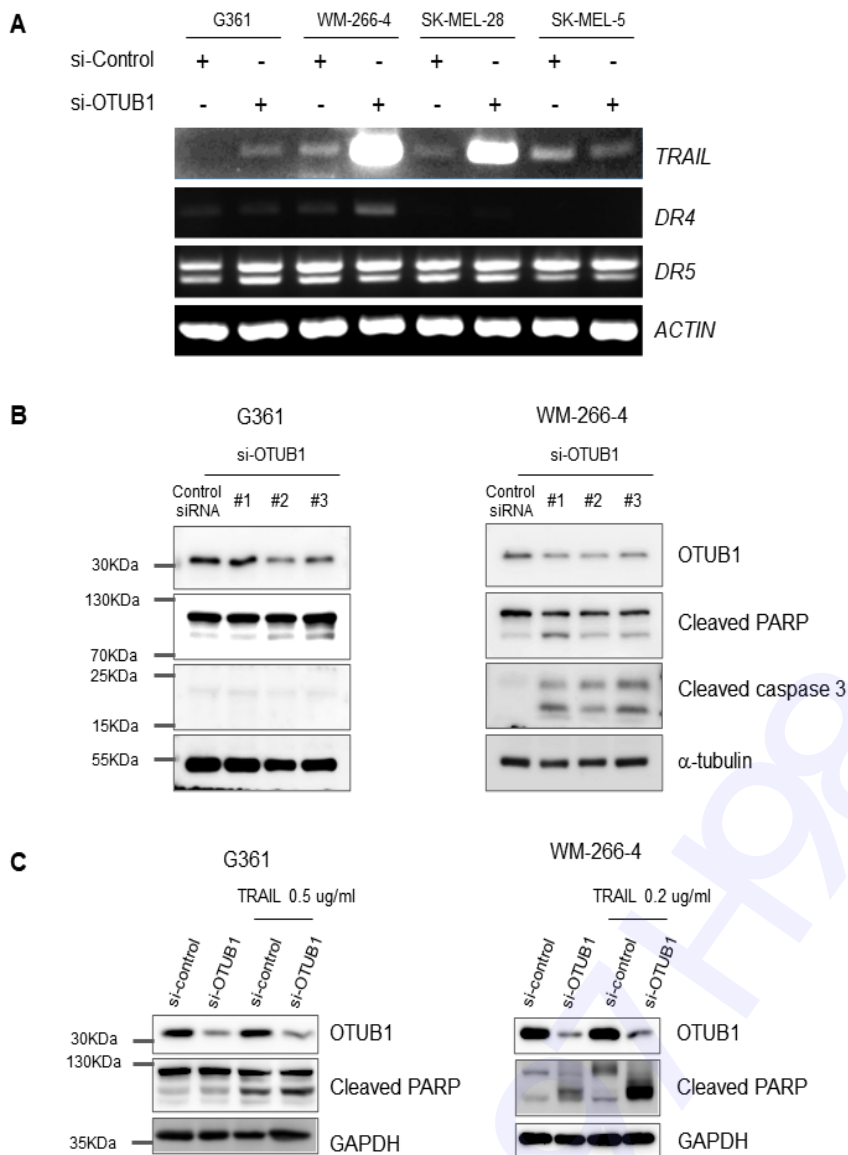 A
G361 WM-266-4 SK-MEL-28 SK-MEL-5
si-Control + - + - + - + -
si-OTUB1 - + - + - + - +
TRAIL
DR4
DR5
ACTIN
B
G361 WM-266-4
si-OTUB1 si-OTUB1
Control siRNA #1 #2 #3 Control siRNA #1 #2 #3
30KDa OTUB1
130KDa
Cleaved PARP
70KDa
25KDa
Cleaved caspase 3
15KDa
55KDa α-tubulin
C
G361 WM-266-4
TRAIL 0.5 ug/ml TRAIL 0.2 ug/ml
si-control si-OTUB1 si-control si-OTUB1 si-control si-OTUB1 si-control si-OTUB1
30KDa OTUB1 OTUB1
130KDa
Cleaved PARP Cleaved PARP
35KDa GAPDH GAPDH